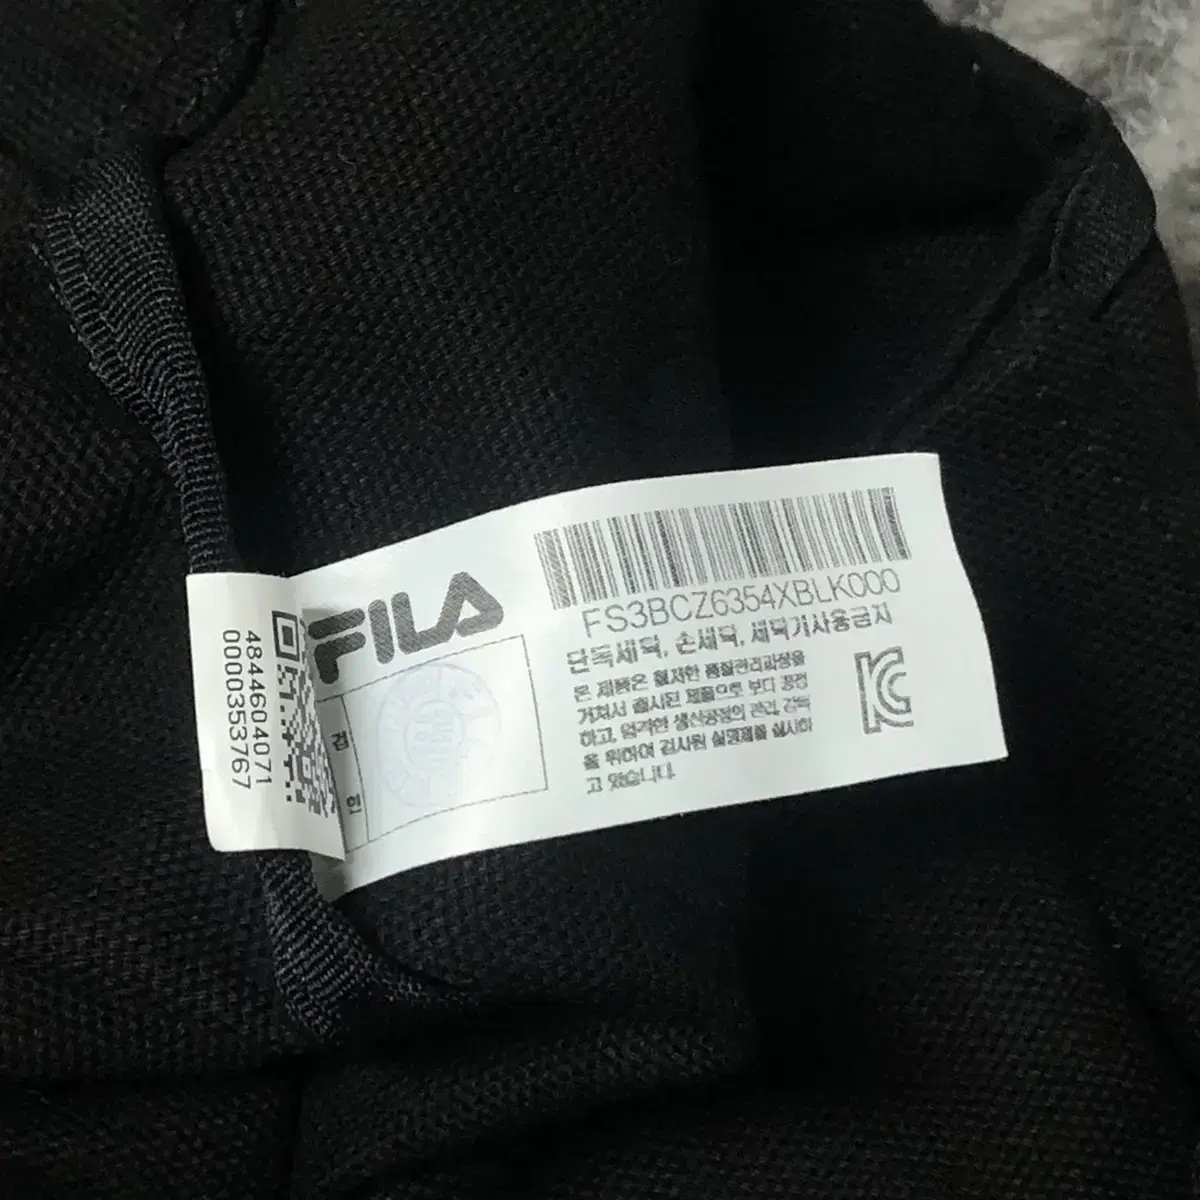 FILA
FS3BCZ6354XBLK000
단독세탁, 손세탁, 세탁기사용금지
본 제품은 철저한 품질관리과정을
거쳐서 출시된 제품으로 보다 공정
하고, 엄격한 생산공정의 관리, 감독
을 위하여 검사원 실명제를 실시하
고 있습니다.
검
인
4844604071
0000353767